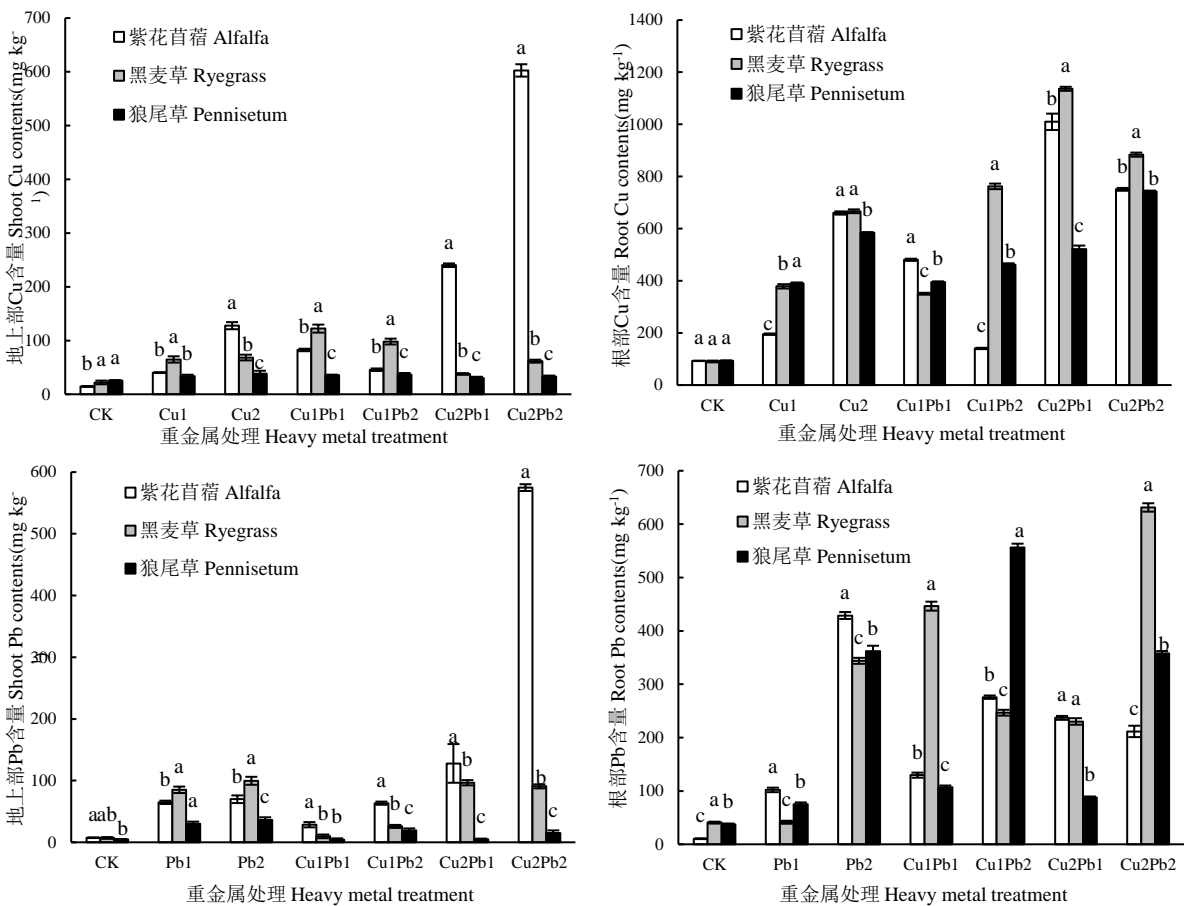 700
600
500
400
300
200
100
0
地上部Cu含量 Shoot Cu contents(mg kg-
1)
紫花苜蓿 Alfalfa
黑麦草 Ryegrass
狼尾草 Pennisetum
b a a
b a b
a b c
b a c
b a c
a b c
a b c
CK Cu1 Cu2 Cu1Pb1 Cu1Pb2 Cu2Pb1 Cu2Pb2
重金属处理 Heavy metal treatment
1400
1200
1000
800
600
400
200
0
根部Cu含量 Root Cu contents(mg kg-1)
紫花苜蓿 Alfalfa
黑麦草 Ryegrass
狼尾草 Pennisetum
a a a
c b a
a a b
a c b
c a b
b a c
b a b
CK Cu1 Cu2 Cu1Pb1 Cu1Pb2 Cu2Pb1 Cu2Pb2
重金属处理 Heavy metal treatment
600
500
400
300
200
100
0
地上部Pb含量 Shoot Pb contents(mg kg-
1)
紫花苜蓿 Alfalfa
黑麦草 Ryegrass
狼尾草 Pennisetum
a ab b
b a a
b a c
a b b
a b c
a b c
a b c
CK Pb1 Pb2 Cu1Pb1 Cu1Pb2 Cu2Pb1 Cu2Pb2
重金属处理 Heavy metal treatment
700
600
500
400
300
200
100
0
根部Pb含量 Root Pb contents(mg kg-1)
紫花苜蓿 Alfalfa
黑麦草 Ryegrass
狼尾草 Pennisetum
c a b
a c b
a c b
b a c
b c a
a a b
c a b
CK Pb1 Pb2 Cu1Pb1 Cu1Pb2 Cu2Pb1 Cu2Pb2
重金属处理 Heavy metal treatment